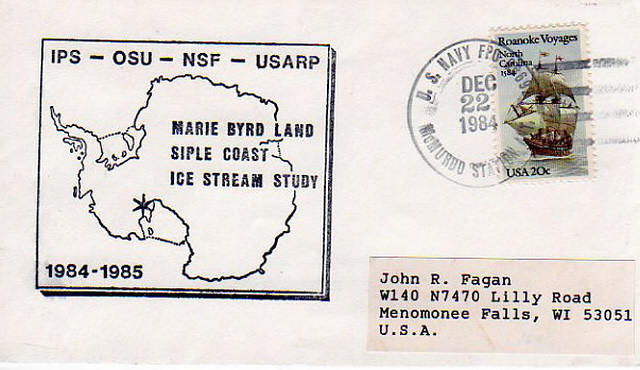 IPS - OSU - NSF - USARP
MARIE BYRD LAND
SIPLE COAST
ICE STREAM STUDY
1984-1985
U. S. NAVY FPO
DEC
22
1984
MCMURDO STATION
Roanoke Voyages
North
Carolina
1584
USA 20c
John R. Fagan
W140 N7470 Lilly Road
Menomonee Falls, WI 53051
U.S.A.